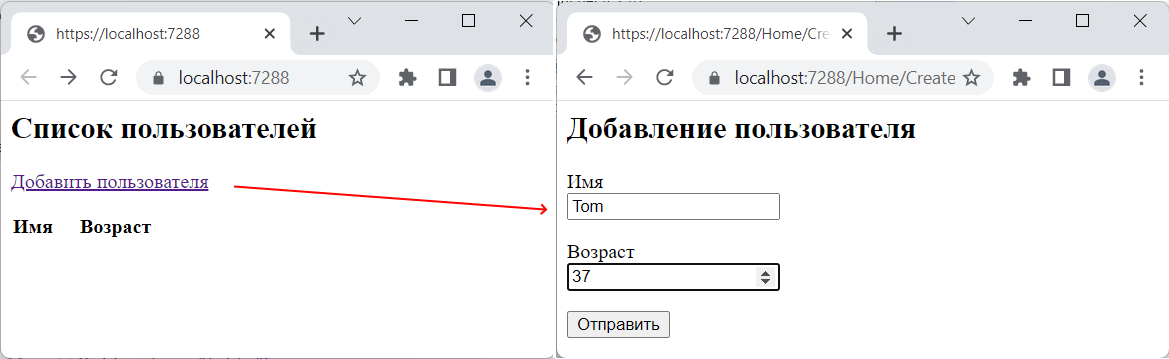 https://localhost:7288
localhost:7288
Список пользователей
Добавить пользователя
Имя Возраст
https://localhost:7288/Home/Cre
localhost:7288/Home/Create
Добавление пользователя
Имя
Tom
Возраст
37
Отправить